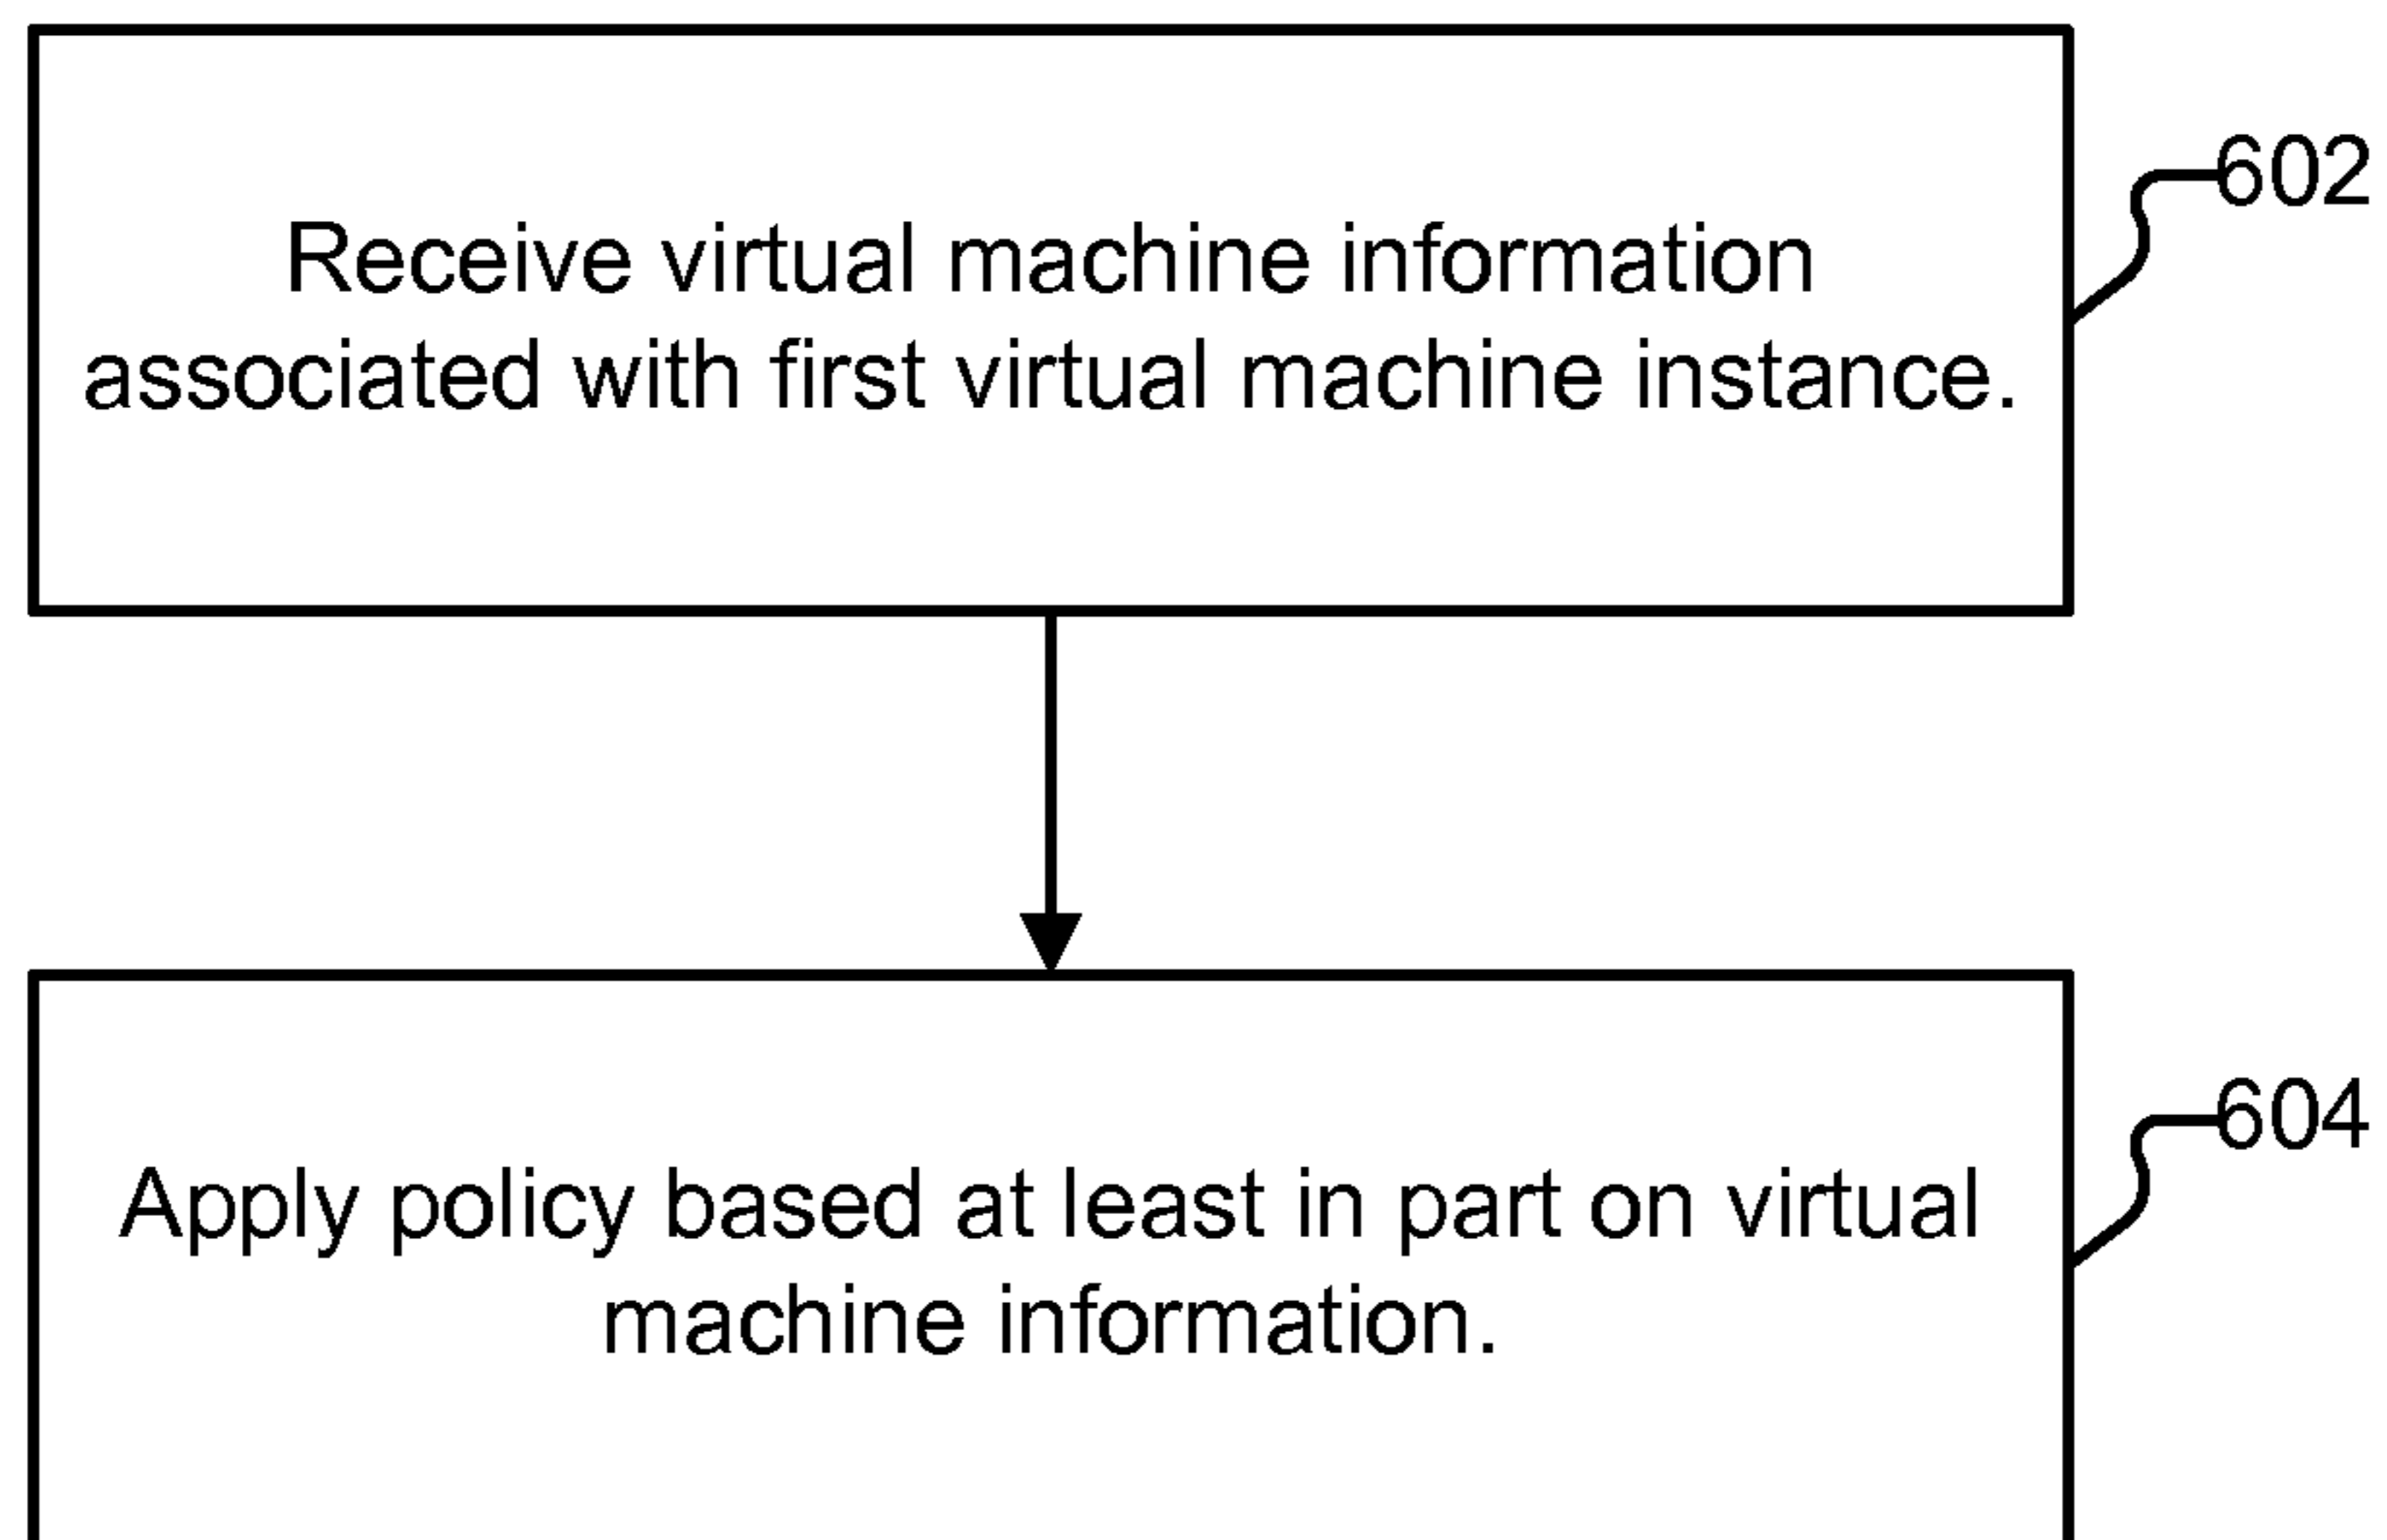 Receive virtual machine information
associated with first virtual machine instance.
602
Apply policy based at least in part on virtual
machine information.
604